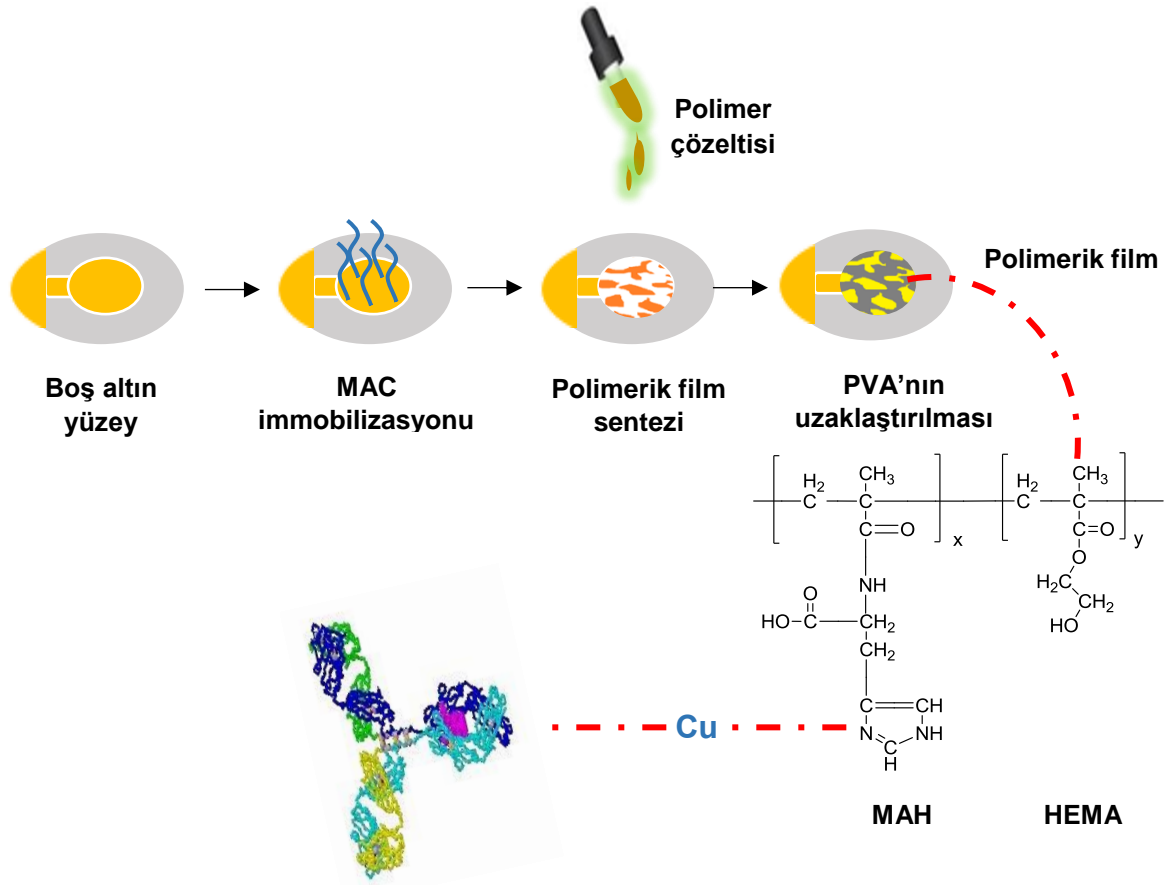 Polimer
çözeltisi
Polimerik film
Boş altın
yüzey
MAC
immobilizasyonu
Polimerik film
sentezi
PVA’nın
uzaklaştırılması
H2
C
CH3
C
C=O
x
H2
C
CH3
C
C=O
y
O
NH
H2C
CH2
HO
O
HO-C
CH2
CH2
CH
N
NH
C
H
Cu
MAH
HEMA